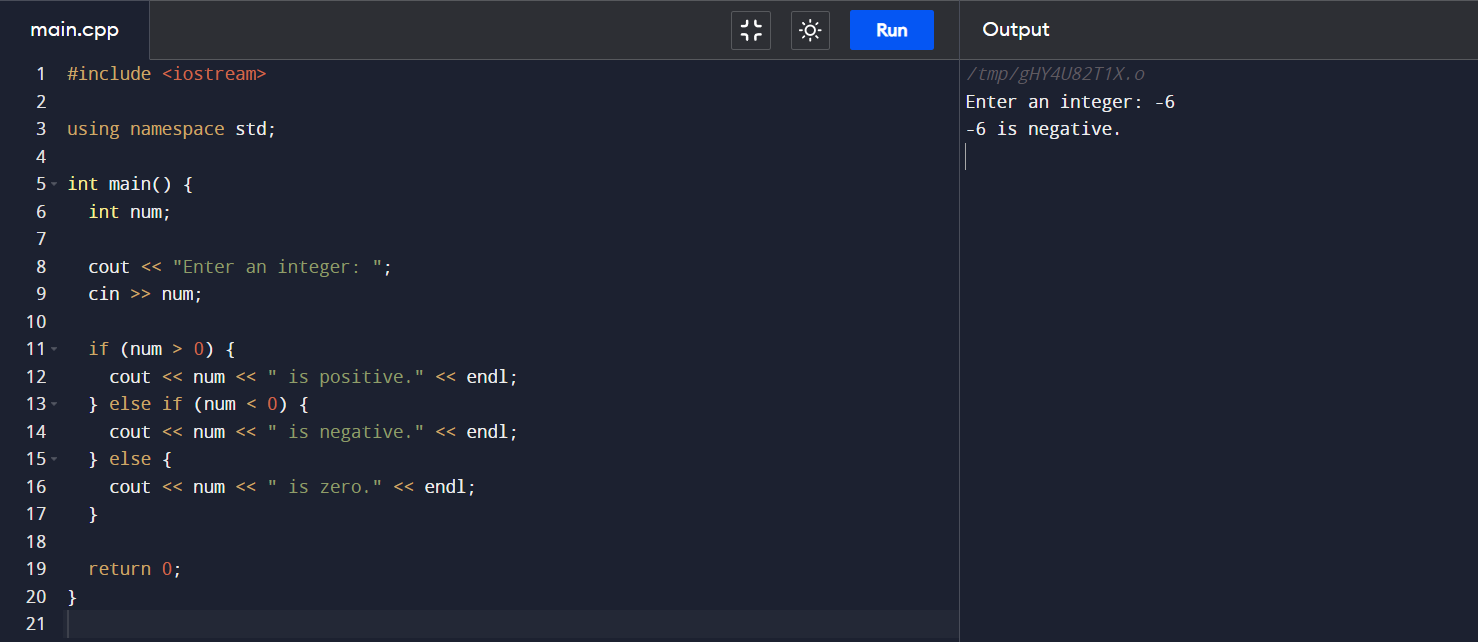 main.cpp
Run
Output
1 #include <iostream>
2
3 using namespace std;
4
5 int main() {
6   int num;
7
8   cout << "Enter an integer: ";
9   cin >> num;
10
11   if (num > 0) {
12     cout << num << " is positive." << endl;
13   } else if (num < 0) {
14     cout << num << " is negative." << endl;
15   } else {
16     cout << num << " is zero." << endl;
17   }
18
19   return 0;
20 }
21
/tmp/gHY4U82T1X.o
Enter an integer: -6
-6 is negative.